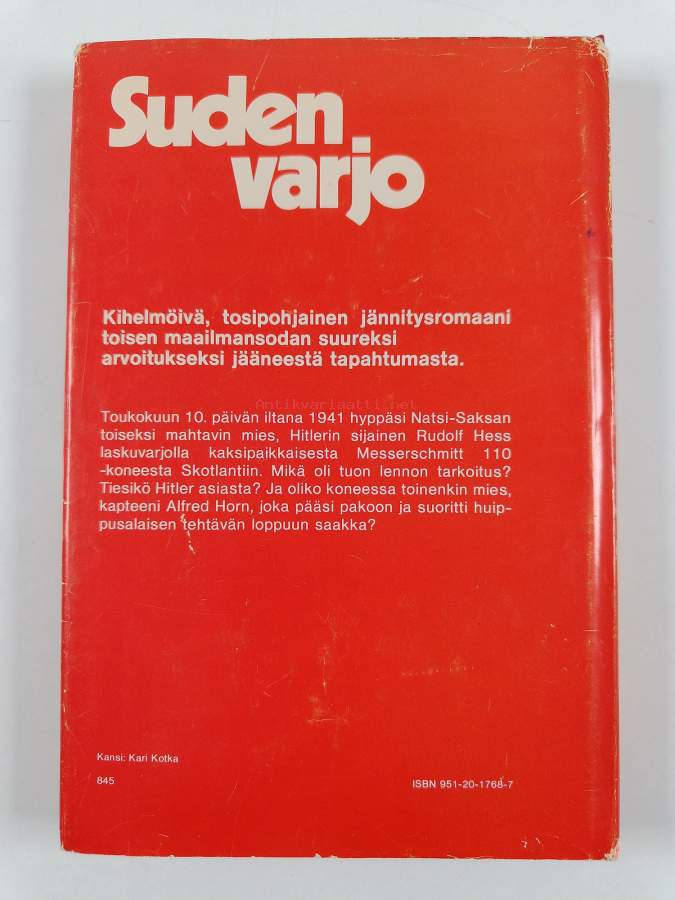 Suden
varjo
Kihelmöivä, tosipohjainen jännitysromaani
toisen maailmansodan suureksi
arvoitukseksi jääneestä tapahtumasta.
Antikvariaatti.net
Toukokuun 10. päivän iltana 1941 hyppäsi Natsi-Saksan
toiseksi mahtavin mies, Hitlerin sijainen Rudolf Hess
laskuvarjolla kaksipaikkaisesta Messerschmitt 110
-koneesta Skotlantiin. Mikä oli tuon lennon tarkoitus?
Tiesikö Hitler asiasta? Ja oliko koneessa toinenkin mies,
kapteeni Alfred Horn, joka pääsi pakoon ja suoritti huip-
pusalaisen tehtävän loppuun saakka?
Kansi: Kari Kotka
845
ISBN 951-20-1768-7